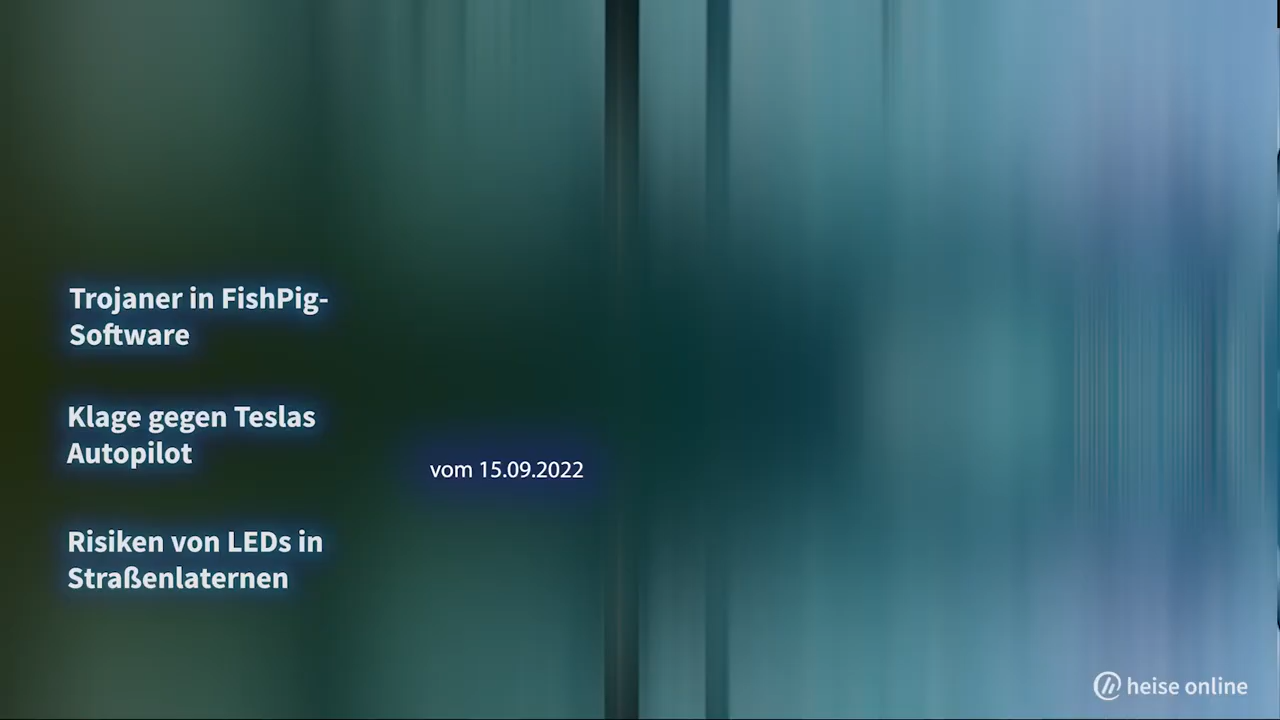 Trojaner in FishPig-
Software
Klage gegen Teslas
Autopilot
vom 15.09.2022
Risiken von LEDs in
Straßenlaternen
heise online